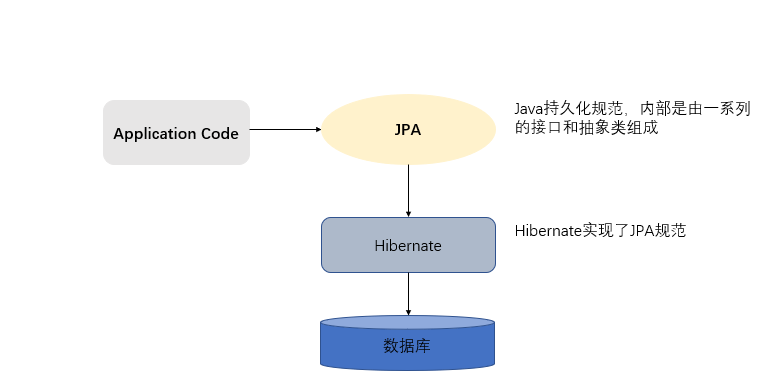 Application Code
JPA
Java持久化规范，内部是由一系列
的接口和抽象类组成
Hibernate
Hibernate实现了JPA规范
数据库